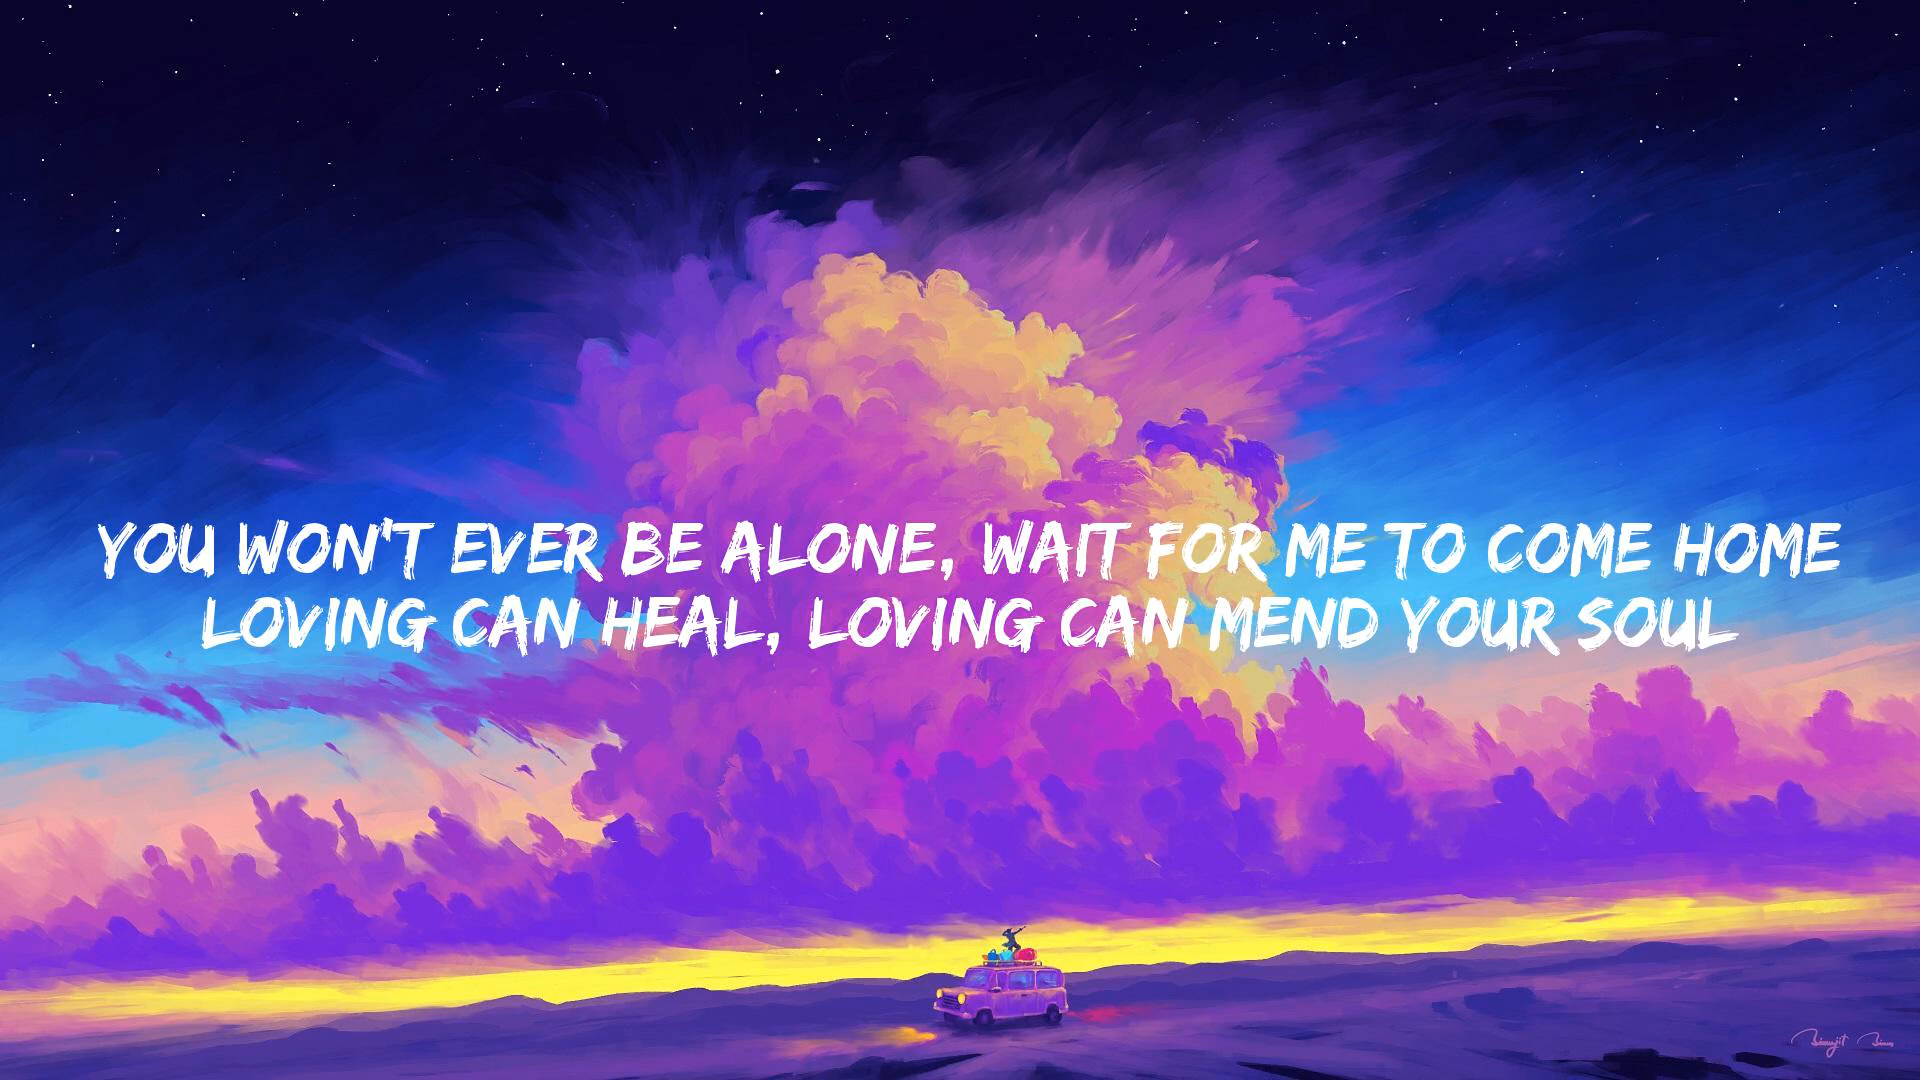 YOU WON'T EVER BE ALONE, WAIT FOR ME TO COME HOME
LOVING CAN HEAL, LOVING CAN MEND YOUR SOUL